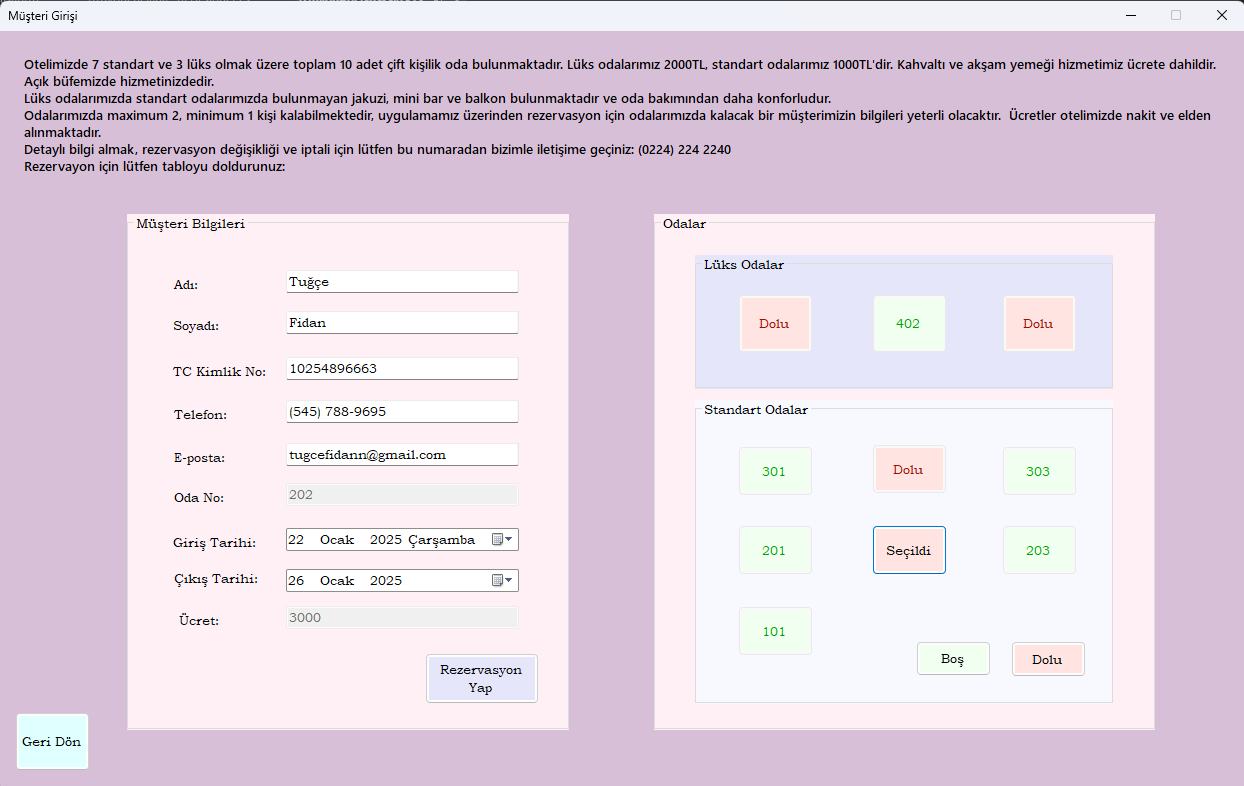 Müşteri Girişi
Otelimizde 7 standart ve 3 lüks olmak üzere toplam 10 adet çift kişilik oda bulunmaktadır. Lüks odalarımız 2000TL, standart odalarımız 1000TL'dir. Kahvaltı ve akşam yemeği hizmetimiz ücrete dahildir.
Açık büfemizde hizmetinizdedir.
Lüks odalarımızda standart odalarımızda bulunmayan jakuzi, mini bar ve balkon bulunmaktadır ve oda bakımından daha konforludur.
Odalarımızda maximum 2, minimum 1 kişi kalabilmektedir, uygulamamız üzerinden rezervasyon için odalarımızda kalacak bir müşterimizin bilgileri yeterli olacaktır.  Ücretler otelimizde nakit ve elden
alınmaktadır.
Detaylı bilgi almak, rezervasyon değişikliği ve iptali için lütfen bu numaradan bizimle iletişime geçiniz: (0224) 224 2240
Rezervayon için lütfen tabloyu doldurunuz:
Müşteri Bilgileri
Adı: Tuğçe
Soyadı: Fidan
TC Kimlik No: 10254896663
Telefon: (545) 788-9695
E-posta: tugcefidann@gmail.com
Oda No: 202
Giriş Tarihi: 22 Ocak 2025 Çarşamba
Çıkış Tarihi: 26 Ocak 2025
Ücret: 3000
Rezervasyon
Yap
Geri Dön
Odalar
Lüks Odalar
Dolu 402 Dolu
Standart Odalar
301 Dolu 303
201 Seçildi 203
101
Boş Dolu